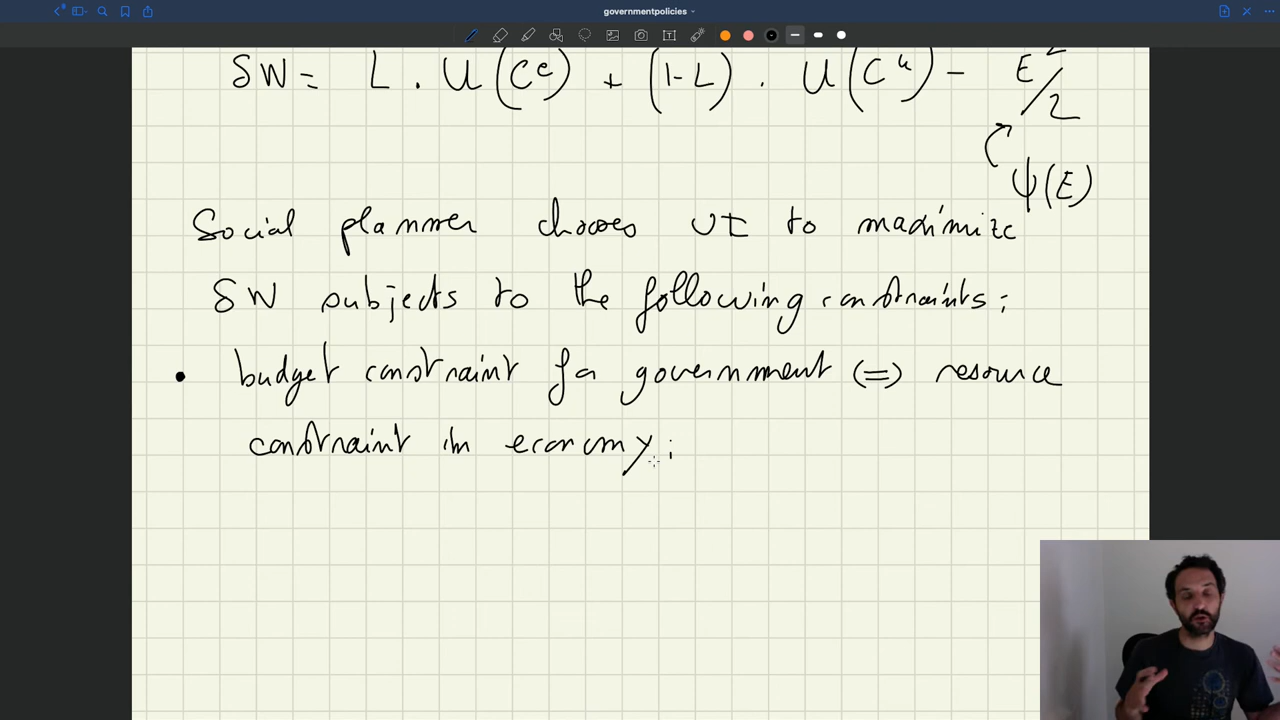 governmentpolicies
SW = L . U(C^e) + (1-L) . U(C^u) - E^2/2
ψ(E)
Social planner chooses UI to maximize
SW subjects to the following constraints:
• budget constraint for government (=) resource
constraint in economy: